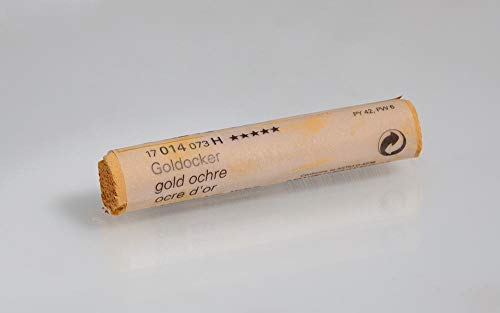 17 014 073 H ★★★★★
Goldocker
gold ochre
ocre d'or
PY 42, PW 6